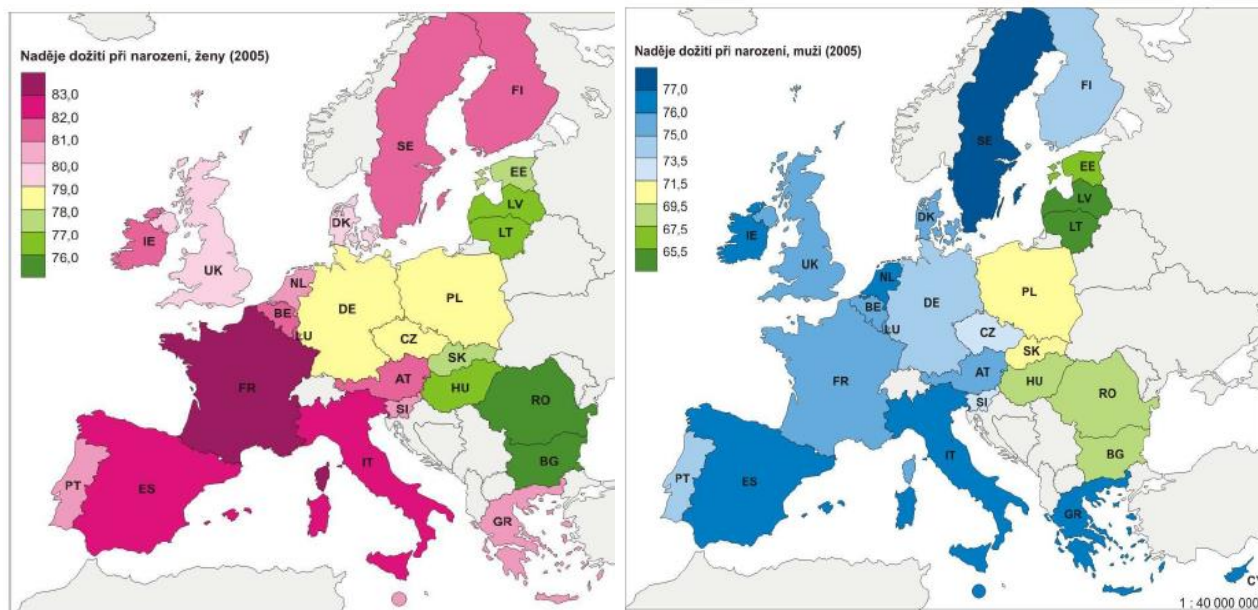 Naděje dožití při narození, ženy (2005)
83,0
82,0
81,0
80,0
79,0
78,0
77,0
76,0
FI
SE
EE
LV
LT
DK
IE
UK
NL
BE
LU
DE
PL
CZ
SK
FR
AT
HU
SI
RO
BG
IT
PT
ES
GR
Naděje dožití při narození, muži (2005)
77,0
76,0
75,0
73,5
71,5
69,5
67,5
65,5
FI
SE
EE
LV
LT
DK
IE
UK
NL
BE
LU
DE
PL
CZ
SK
FR
AT
HU
SI
RO
BG
IT
PT
ES
GR
CY
1 : 40 000 000